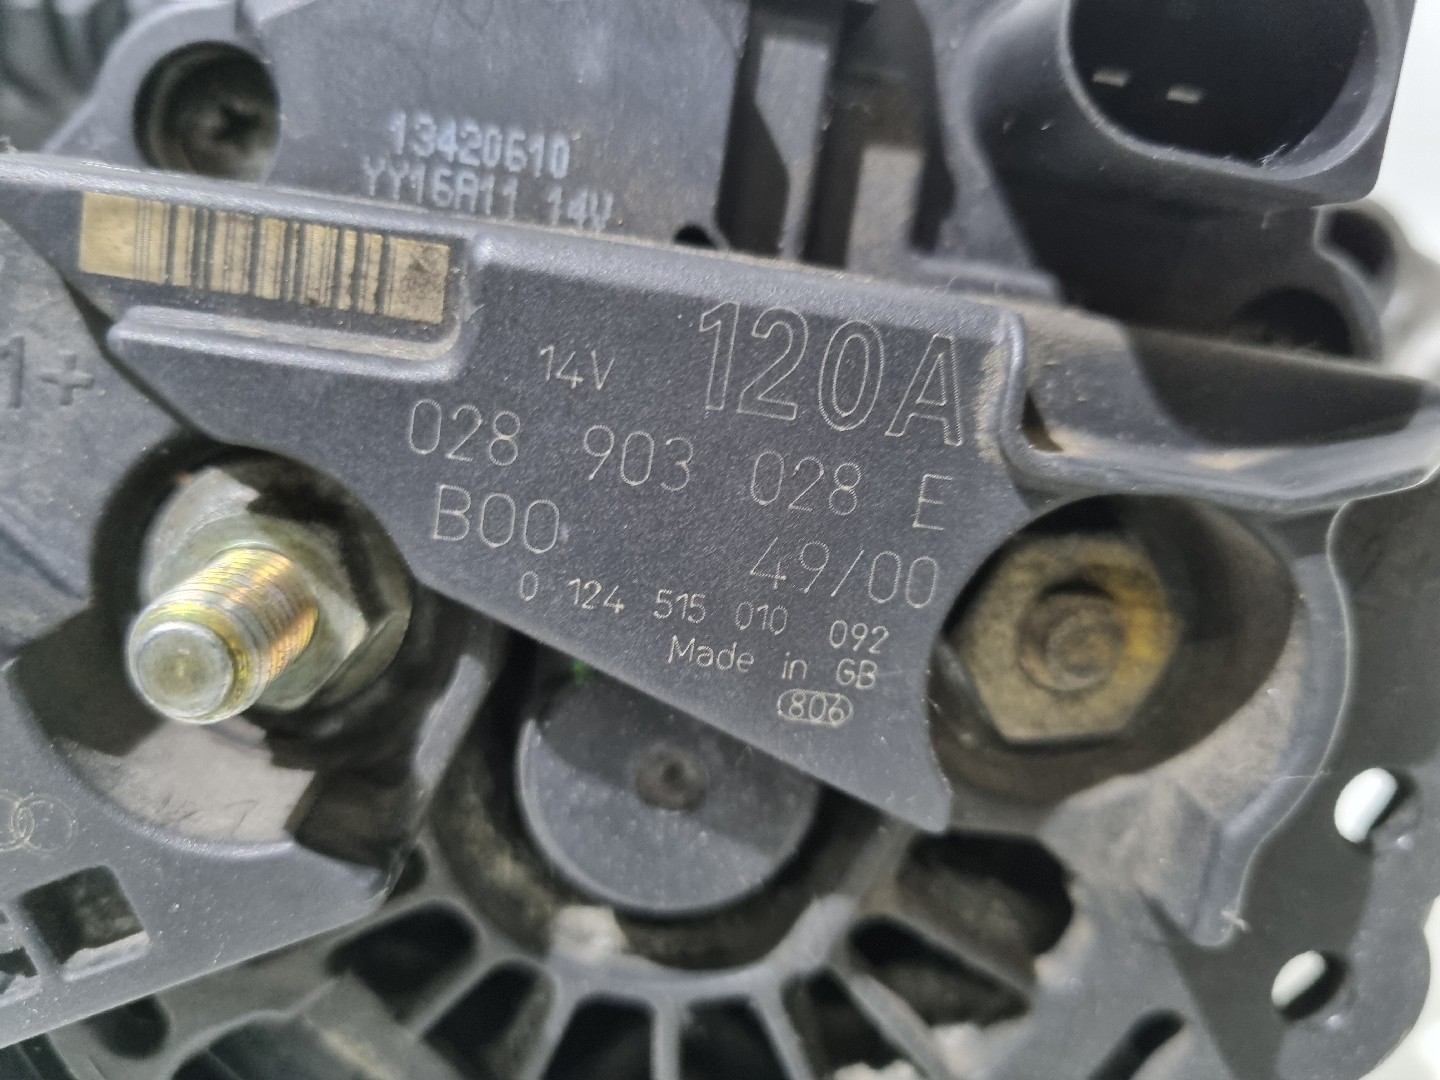 13420610
YY16A11 14V
14V 120A
028 903 028 E
B00 49/00
0 124 515 010 092
Made in GB
806
1+